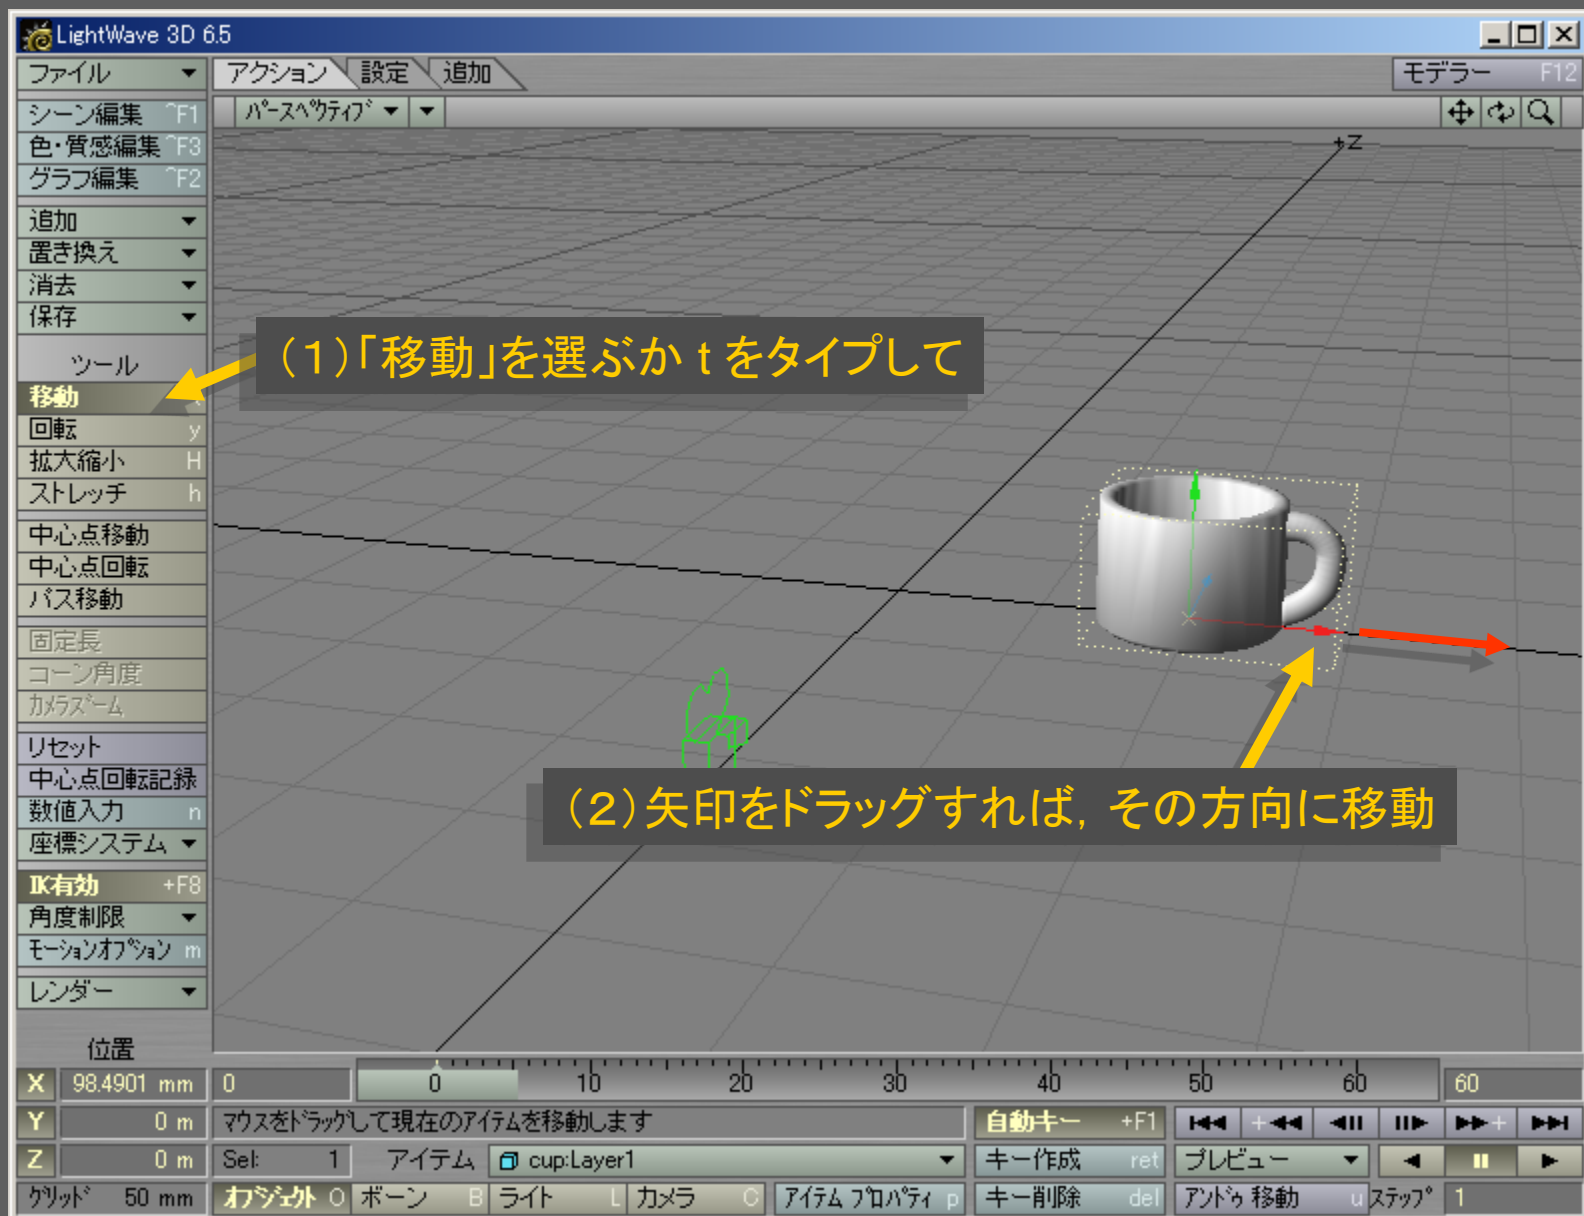 LightWave 3D 6.5
ファイル
アクション 設定 追加
モデラー F12
シーン編集 ^F1
パースペクティブ
色・質感編集 ^F3
グラフ編集 ^F2
+Z
追加
置き換え
消去
保存
ツール
(1)「移動」を選ぶか t をタイプして
移動
回転 y
拡大縮小 H
ストレッチ h
中心点移動
中心点回転
パス移動
固定長
コーン角度
カメラズーム
リセット
中心点回転記録
数値入力 n
(2)矢印をドラッグすれば, その方向に移動
座標システム
IK有効 +F8
角度制限
モーションオプション m
レンダー
位置
X 98.4901 mm 0 0 10 20 30 40 50 60 60
Y 0 m マウスをドラッグして現在のアイテムを移動します 自動キー +F1
Z 0 m Sel: 1 アイテム cup:Layer1 キー作成 ret プレビュー
グリッド 50 mm オブジェクト O ボーン B ライト L カメラ C アイテム プロパティ p キー削除 del アンドゥ 移動 u ステップ 1